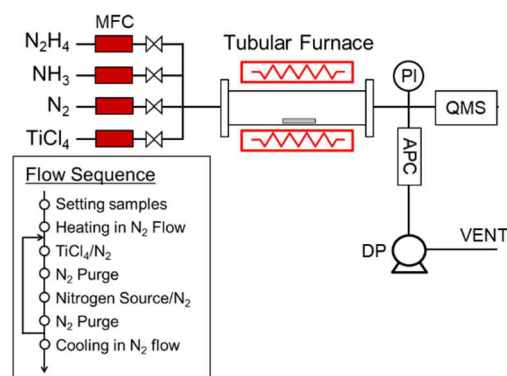 MFC
N2H4
NH3
N2
TiCl4
Tubular Furnace
PI
QMS
APC
DP
VENT
Flow Sequence
Setting samples
Heating in N2 Flow
TiCl4/N2
N2 Purge
Nitrogen Source/N2
N2 Purge
Cooling in N2 flow